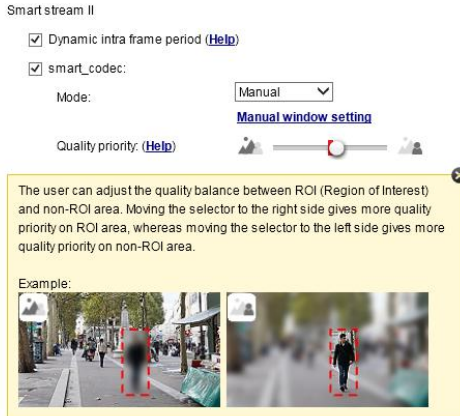 Smart stream II
Dynamic intra frame period (Help)
smart_codec:
Mode:
Manual
Manual window setting
Quality priority: (Help)
The user can adjust the quality balance between ROI (Region of Interest)
and non-ROI area. Moving the selector to the right side gives more quality
priority on ROI area, whereas moving the selector to the left side gives more
quality priority on non-ROI area.
Example: